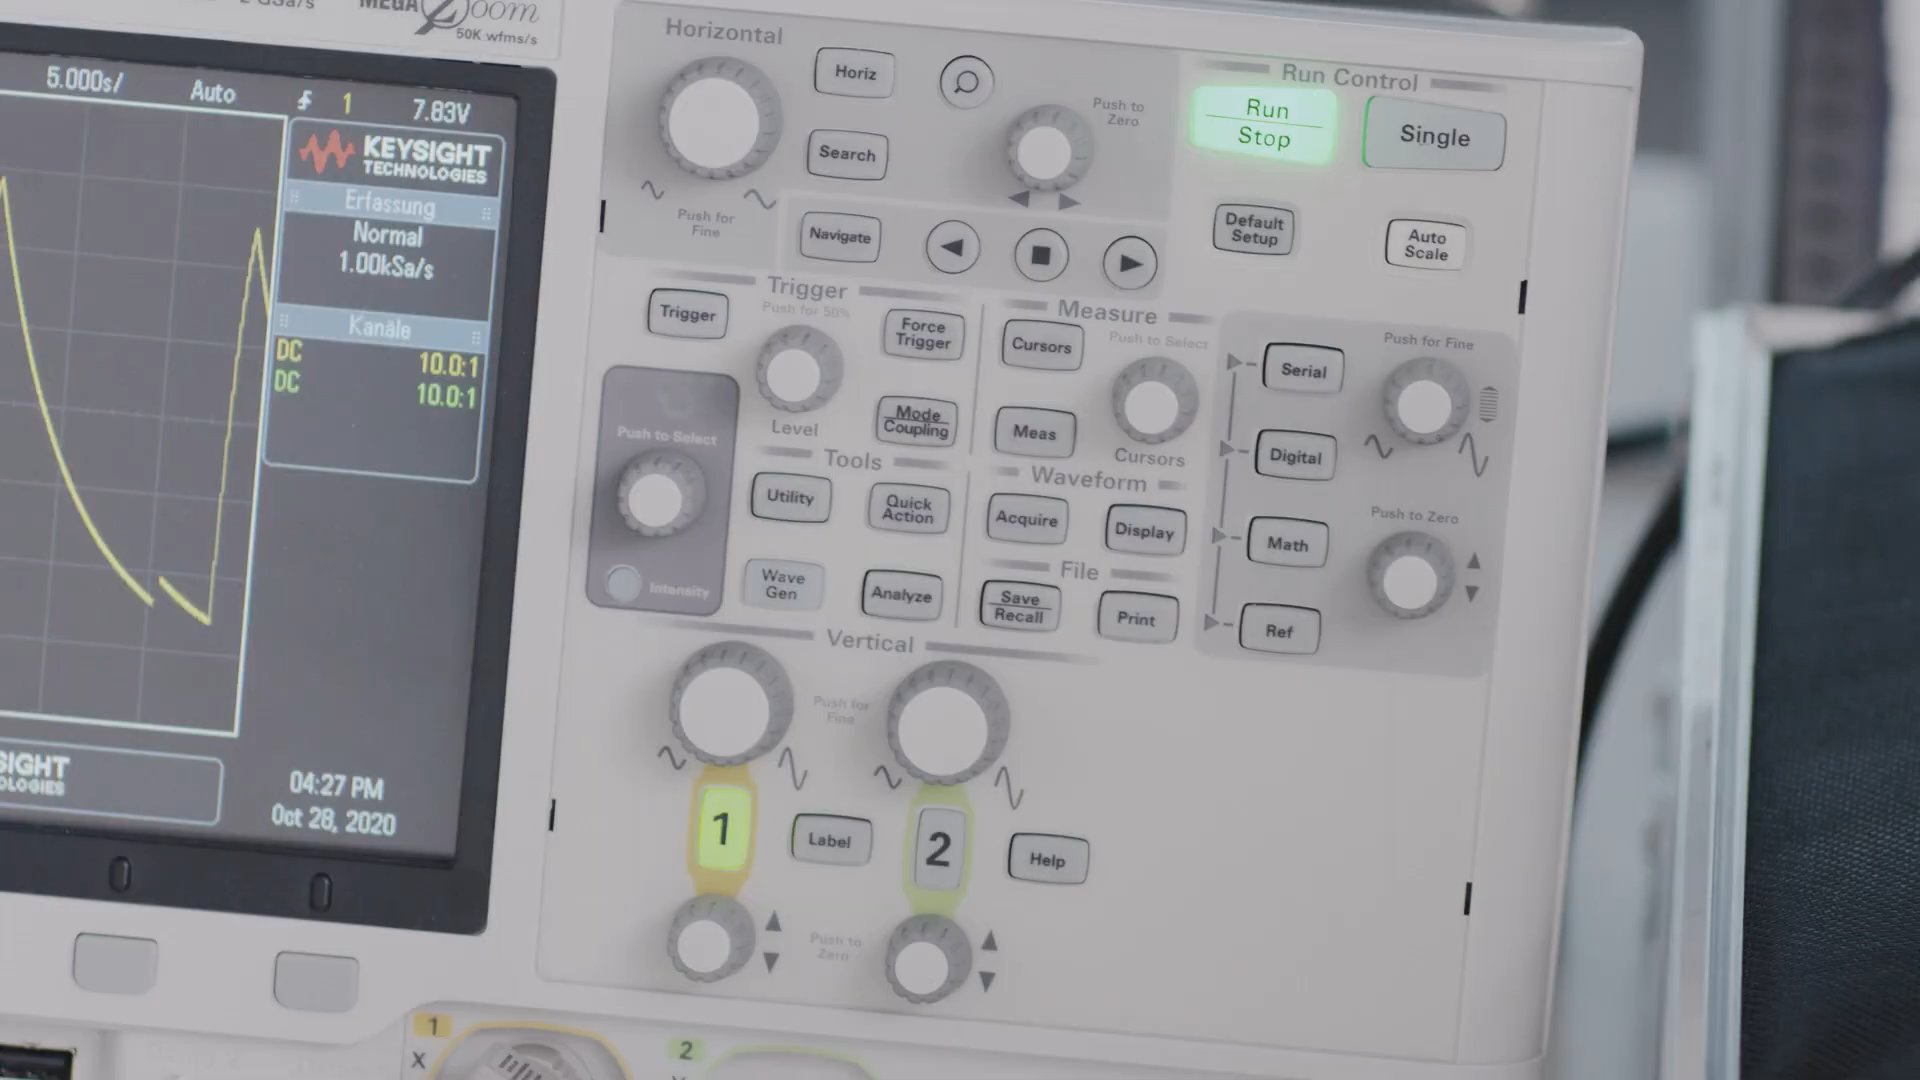 2 GSa/s
MEGA Zoom
50K wfms/s
5.000s/ Auto 1 7.83V
KEYSIGHT
TECHNOLOGIES
Erfassung
Normal
1.00kSa/s
Kanäle
DC 10.0:1
DC 10.0:1
04:27 PM
Oct 28, 2020
Horizontal
Horiz
Search
Push for
Fine
Navigate
Push to
Zero
Run Control
Run
Stop
Single
Default
Setup
Auto
Scale
Trigger
Trigger
Push for 50%
Level
Force
Trigger
Mode
Coupling
Measure
Cursors
Push to Select
Meas
Cursors
Push to Select
Intensity
Tools
Utility
Quick
Action
Wave
Gen
Analyze
Waveform
Acquire
Display
File
Save
Recall
Print
Serial
Digital
Math
Ref
Push for Fine
Push to Zero
Vertical
Push for
Fine
1
Label
2
Help
Push to
Zero
1
X
2